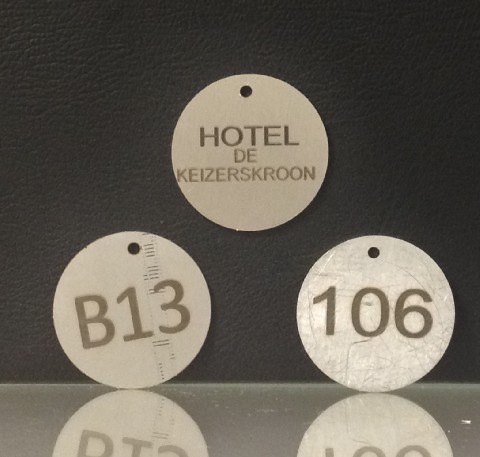 HOTEL
DE
KEIZERSKROON
B13
106